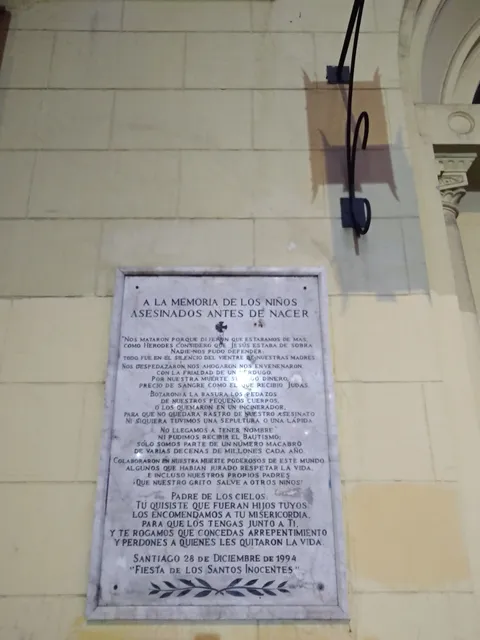 A LA MEMORIA DE LOS NIÑOS
ASESINADOS ANTES DE NACER
"NOS MATARON PORQUE DIJERON QUE ESTABAMOS DE MAS,
COMO HERODES CONSIDERO QUE JESUS ESTABA DE SOBRA
NADIE NOS PUDO DEFENDER:
TODO FUE EN EL SILENCIO DEL VIENTRE DE NUESTRAS MADRES
NOS DESPEDAZARON, NOS AHOGARON, NOS ENVENENARON
CON LA FRIALDAD DE UN VERDUGO.
POR NUESTRA MUERTE DINERO,
PRECIO DE SANGRE COMO EL QUE RECIBIO JUDAS
BOTARON A LA BASURA LOS PEDAZOS
DE NUESTROS PEQUEÑOS CUERPOS,
O LOS QUEMARON EN UN INCINERADOR,
PARA QUE NO QUEDARA RASTRO DE NUESTRO ASESINATO
NI SIQUIERA TUVIMOS UNA SEPULTURA O UNA LAPIDA
NO LLEGAMOS A TENER NOMBRE
NI PUDIMOS RECIBIR EL BAUTISMO;
SOLO SOMOS PARTE DE UN NUMERO MACABRO
DE VARIAS DECENAS DE MILLONES CADA AÑO.
COLABORARON EN NUESTRA MUERTE PODEROSOS DE ESTE MUNDO
ALGUNOS QUE HABIAN JURADO RESPETAR LA VIDA,
E INCLUSO NUESTROS PROPIOS PADRES
¡QUE NUESTRO GRITO SALVE A OTROS NIÑOS!
PADRE DE LOS CIELOS,
TU QUISISTE QUE FUERAN HIJOS TUYOS:
LOS ENCOMENDAMOS A TU MISERICORDIA,
PARA QUE LOS TENGAS JUNTO A TI,
Y TE ROGAMOS QUE CONCEDAS ARREPENTIMIENTO
Y PERDONES A QUIENES LES QUITARON LA VIDA.
SANTIAGO 28 DE DICIEMBRE DE 1994
"FIESTA DE LOS SANTOS INOCENTES"